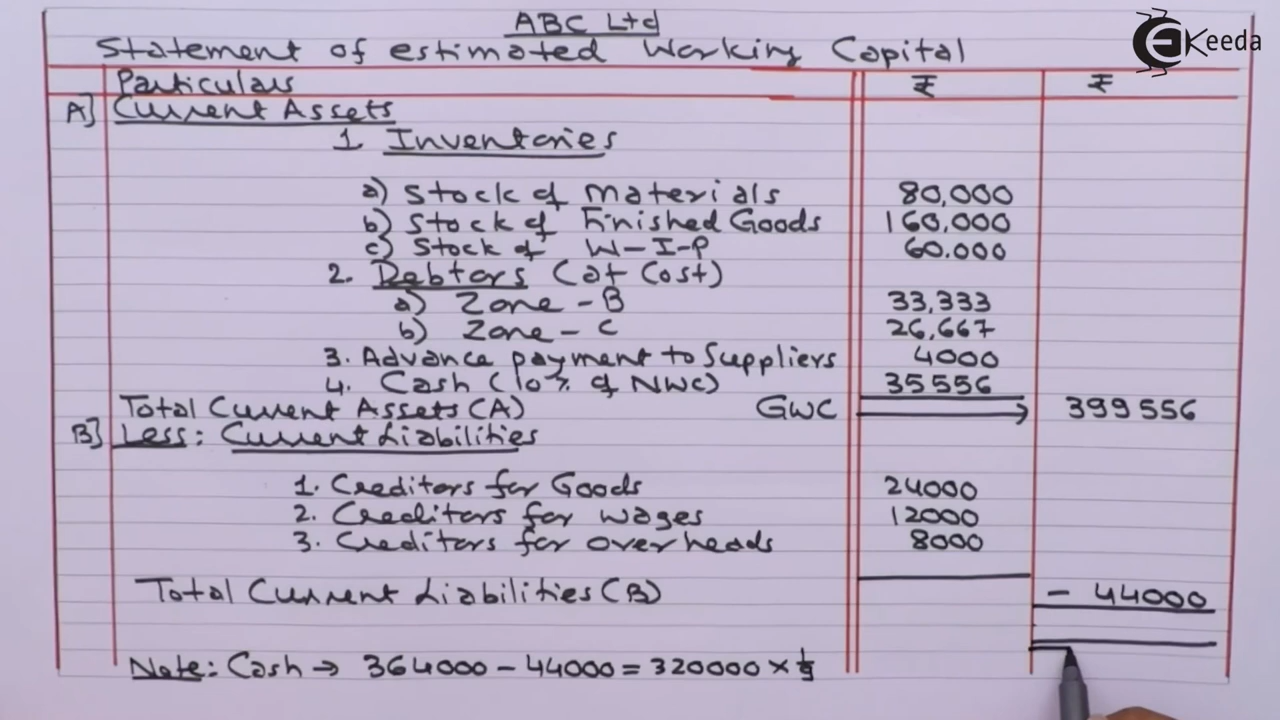 ABC Ltd
Statement of estimated Working Capital
Keeda
Particulars ₹ ₹
A] Current Assets
1. Inventories
a) Stock of materials 80,000
b) Stock of Finished Goods 160,000
c) Stock of W-I-P 60.000
2. Debtors (at Cost)
a) Zone - B 33,333
b) Zone - C 26,667
3. Advance payment to Suppliers 4000
4. Cash (10% of NWC) 35556
Total Current Assets (A) GWC 399556
B] Less: Current Liabilities
1. Creditors for Goods 24000
2. Creditors for wages 12000
3. Creditors for overheads 8000
Total Current Liabilities (B) - 44000
Note: Cash → 364000 - 44000 = 320000 × 1/9